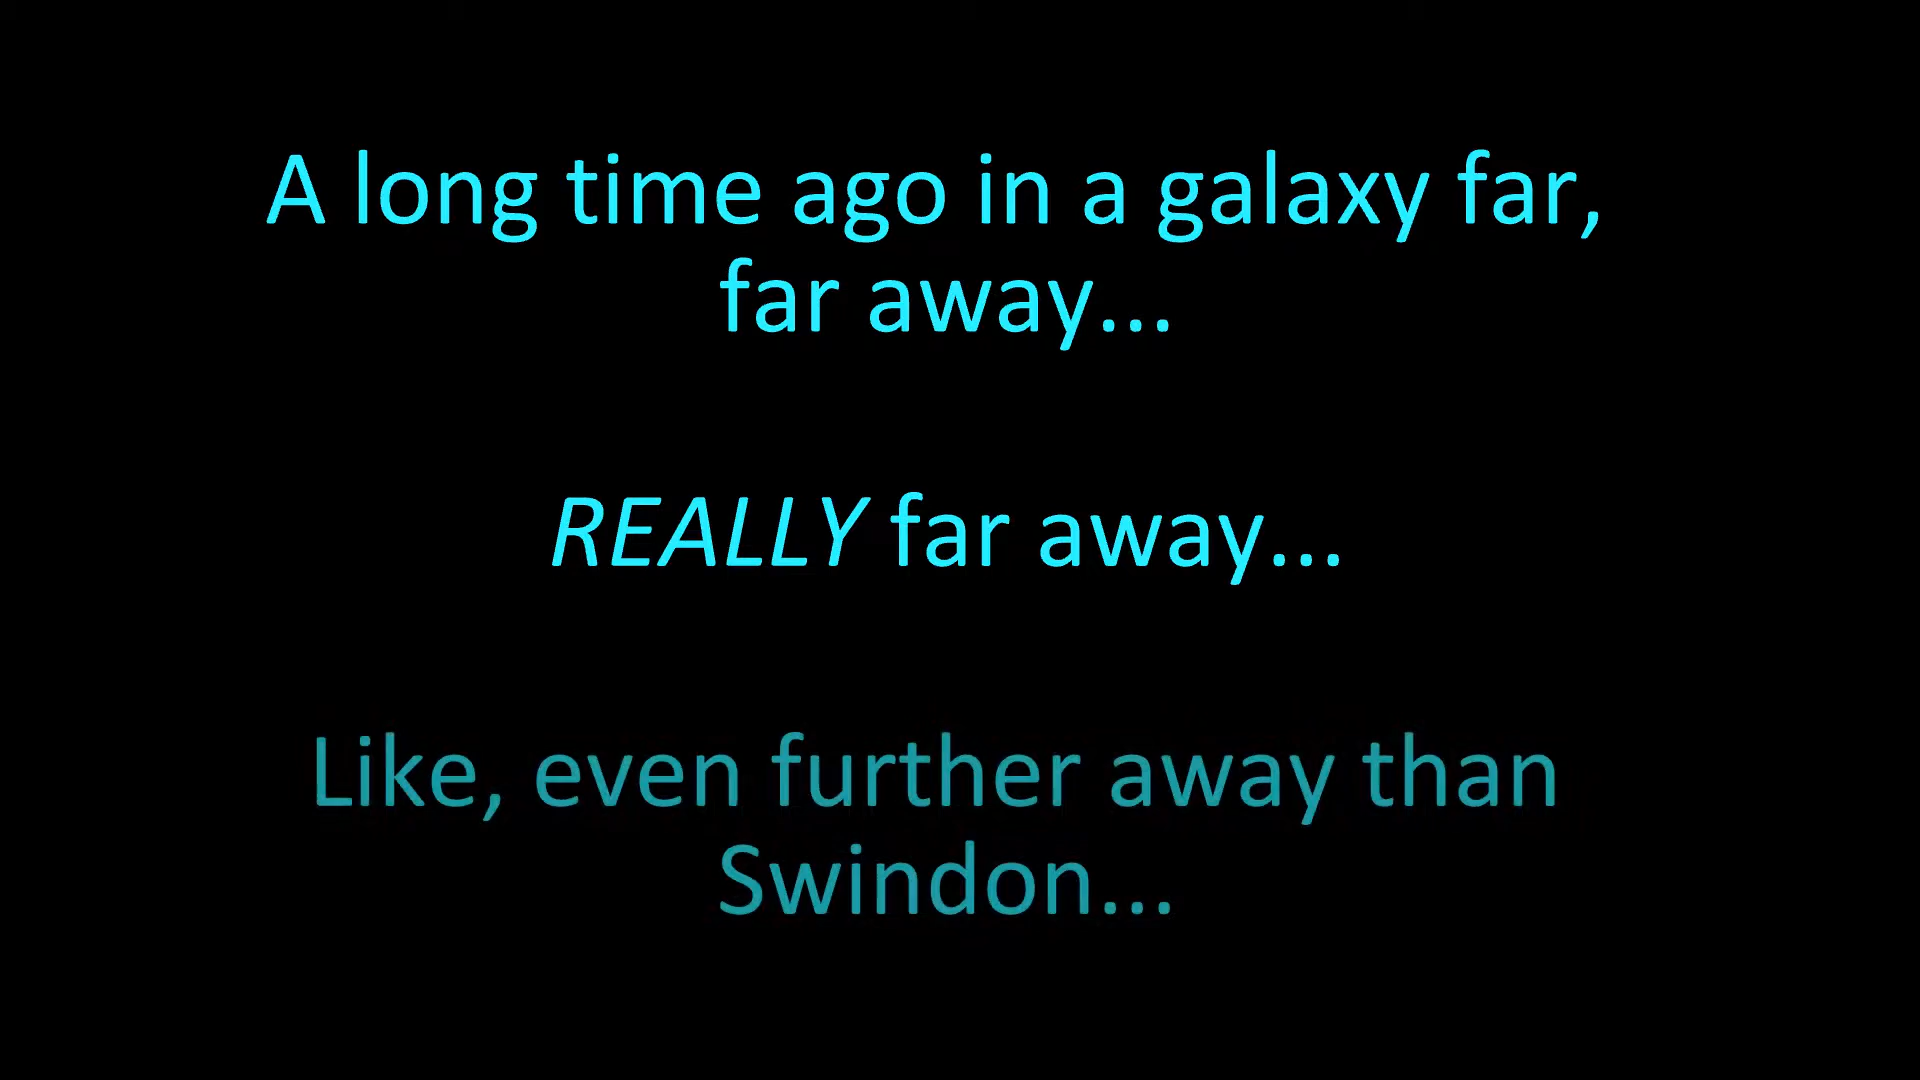 A long time ago in a galaxy far,
far away...
REALLY far away...
Like, even further away than
Swindon...